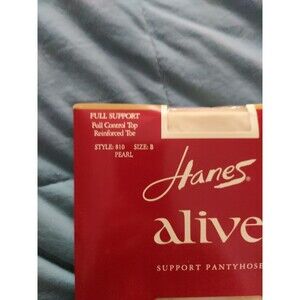 FULL SUPPORT
Full Control Top
Reinforced Toe
STYLE: 810 SIZE: B
PEARL
Hanes
alive
SUPPORT PANTYHOSE